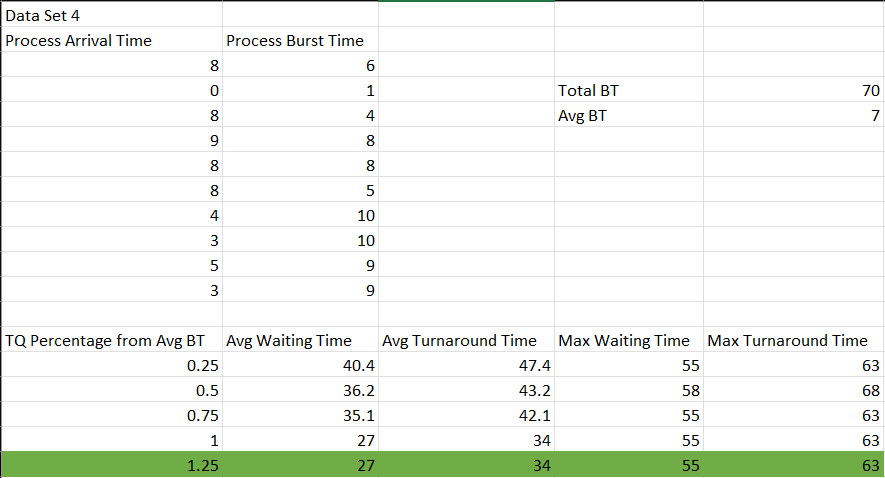 Data Set 4
Process Arrival Time Process Burst Time
8 6
0 1 Total BT 70
8 4 Avg BT 7
9 8
8 8
8 5
4 10
3 10
5 9
3 9
TQ Percentage from Avg BT Avg Waiting Time Avg Turnaround Time Max Waiting Time Max Turnaround Time
0.25 40.4 47.4 55 63
0.5 36.2 43.2 58 68
0.75 35.1 42.1 55 63
1 27 34 55 63
1.25 27 34 55 63